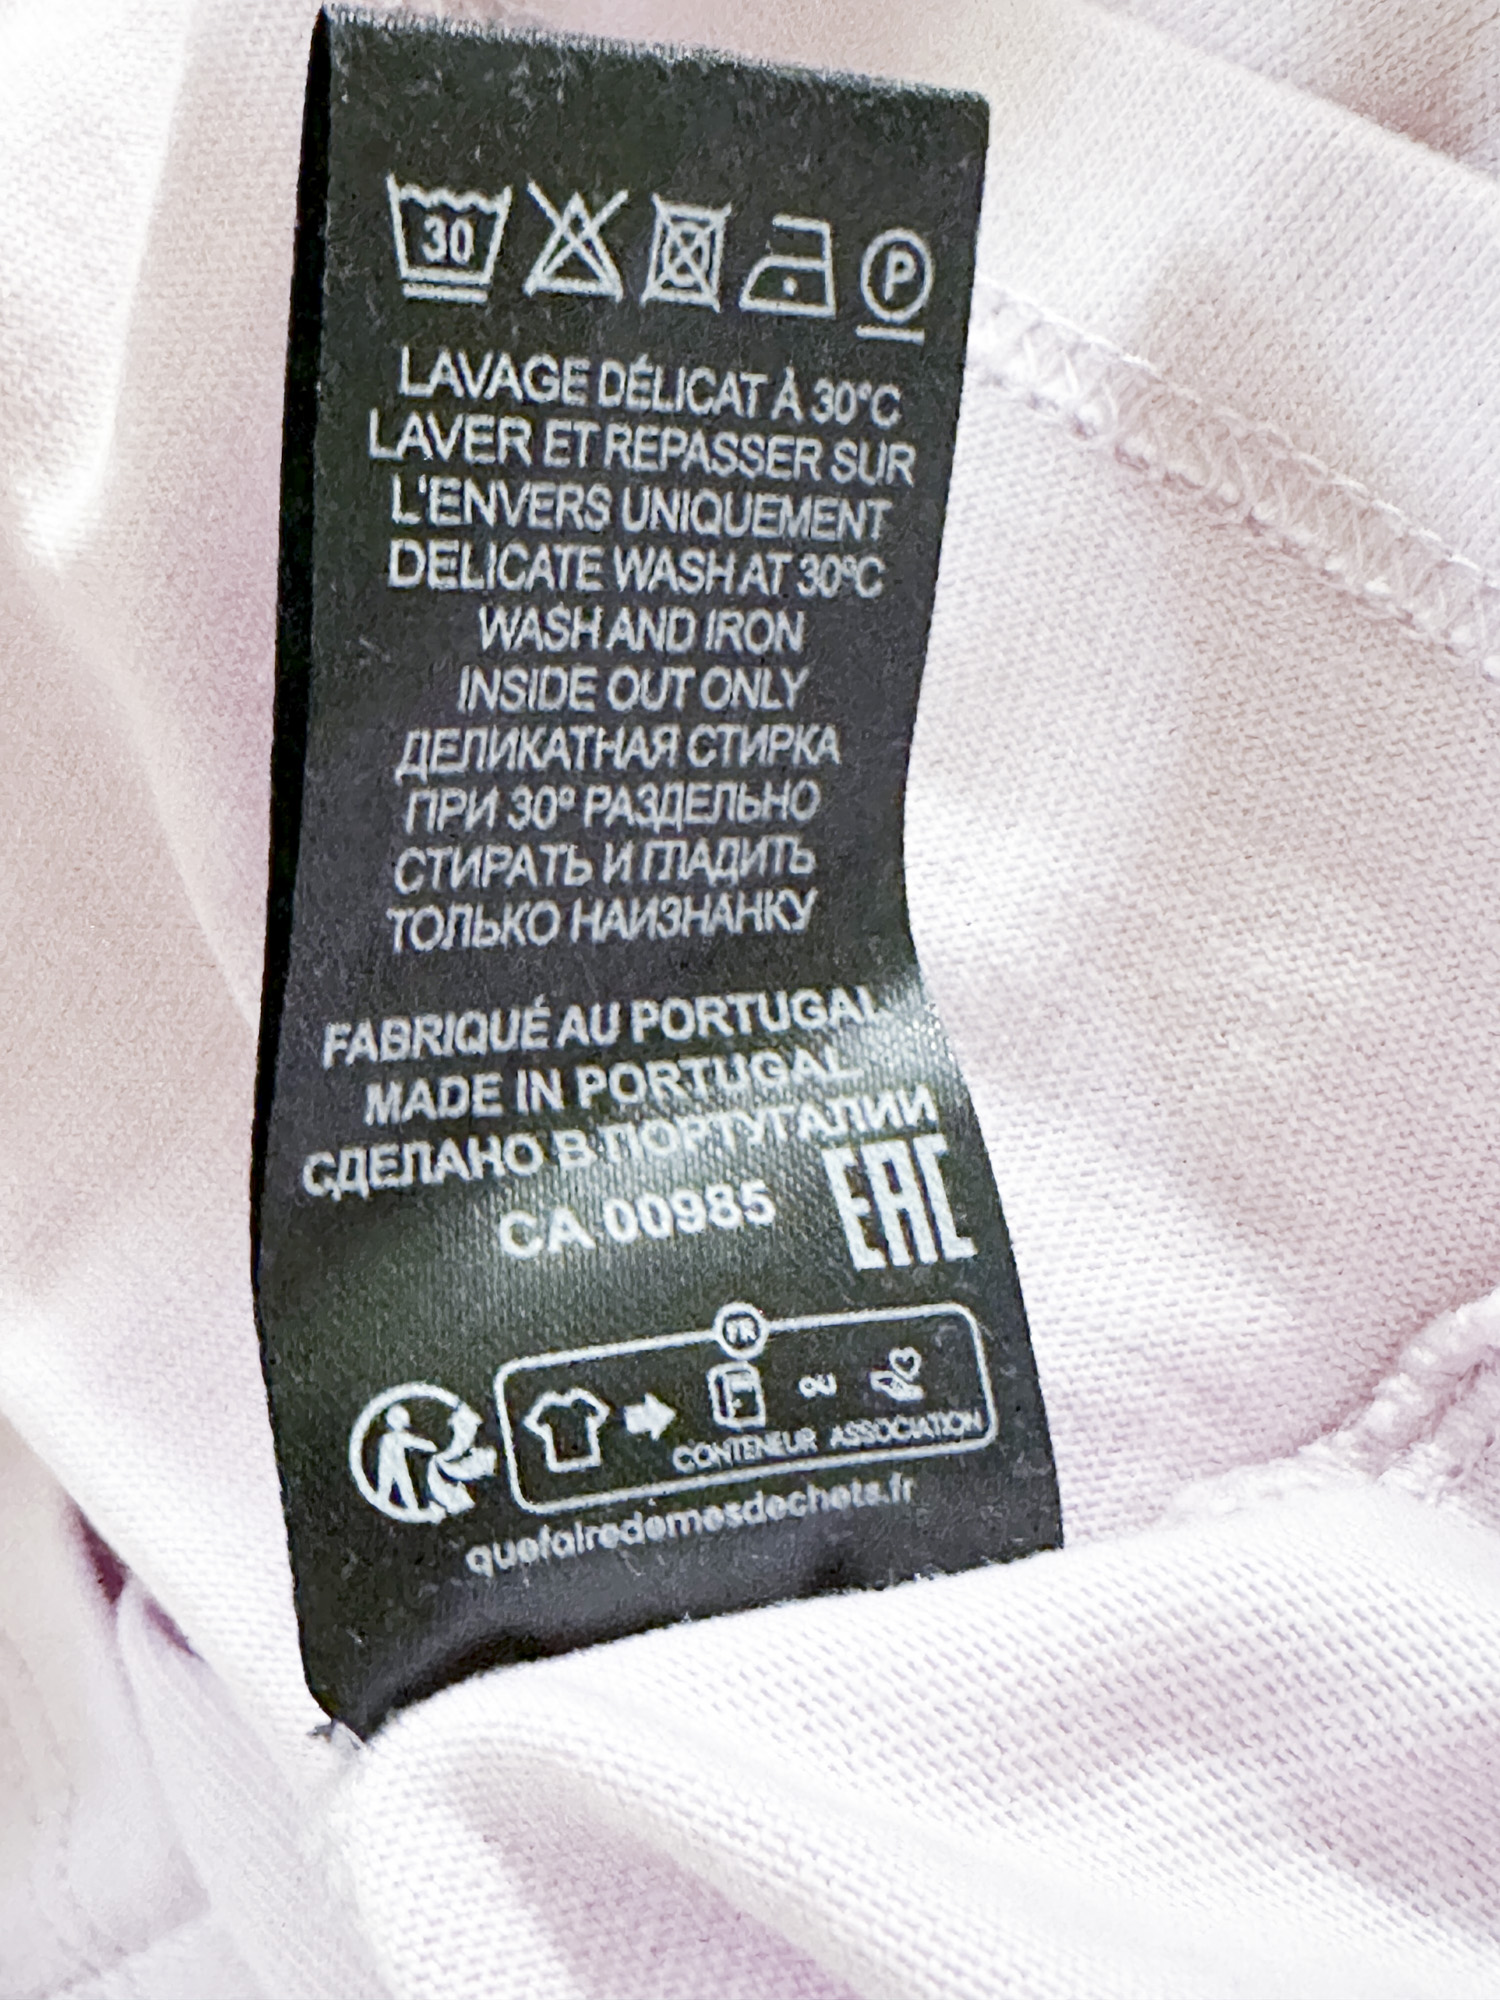 30
P
LAVAGE DÉLICAT À 30°C
LAVER ET REPASSER SUR
L'ENVERS UNIQUEMENT
DELICATE WASH AT 30ºC
WASH AND IRON
INSIDE OUT ONLY
ДЕЛИКАТНАЯ СТИРКА
ПРИ 30º РАЗДЕЛЬНО
СТИРАТЬ И ГЛАДИТЬ
ТОЛЬКО НАИЗНАНКУ
FABRIQUÉ AU PORTUGAL
MADE IN PORTUGAL
СДЕЛАНО В ПОРТУГАЛИИ
CA 00985
EAC
FR
OU
CONTENEUR ASSOCIATION
quefairedemesdechets.fr